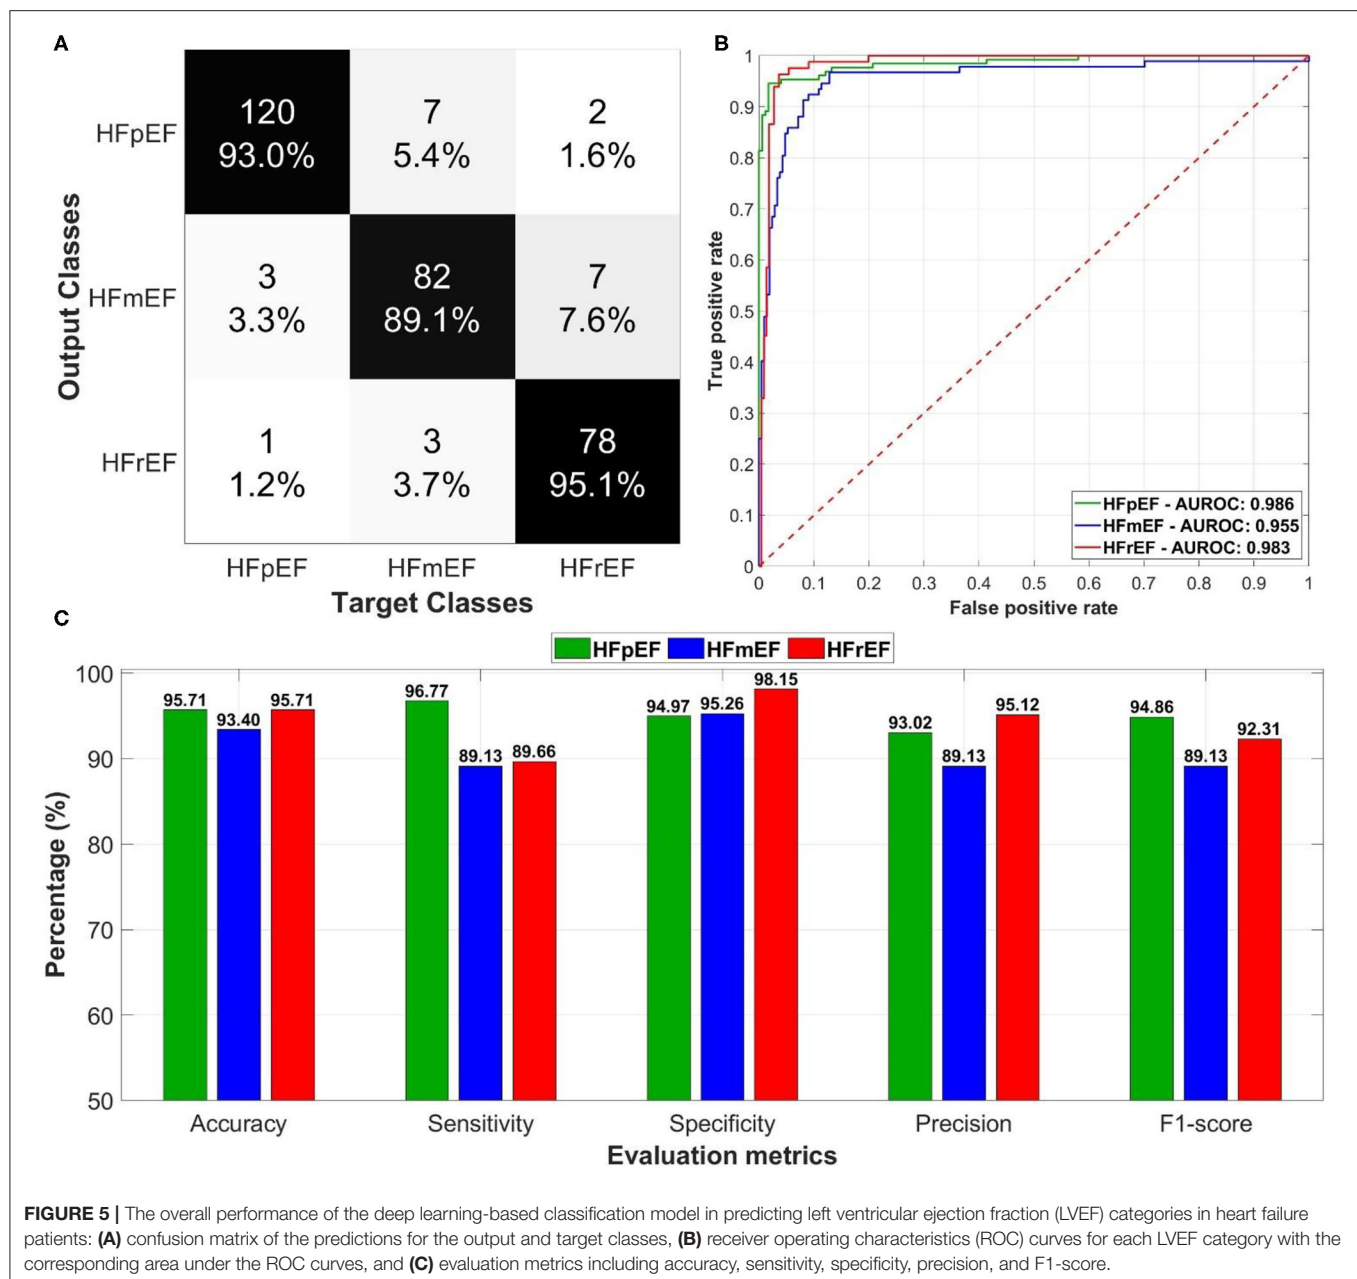 A
Output Classes
HFpEF
120
93.0%
7
5.4%
2
1.6%
HFmEF
3
3.3%
82
89.1%
7
7.6%
HFrEF
1
1.2%
3
3.7%
78
95.1%
HFpEF HFmEF HFrEF
Target Classes
B
True positive rate
1
0.9
0.8
0.7
0.6
0.5
0.4
0.3
0.2
0.1
0
HFpEF - AUROC: 0.986
HFmEF - AUROC: 0.955
HFrEF - AUROC: 0.983
0 0.1 0.2 0.3 0.4 0.5 0.6 0.7 0.8 0.9 1
False positive rate
C
HFpEF HFmEF HFrEF
Percentage (%)
100
90
80
70
60
50
95.71 93.40 95.71
96.77 89.13 89.66
94.97 95.26 98.15
93.02 89.13 95.12
94.86 89.13 92.31
Accuracy Sensitivity Specificity Precision F1-score
Evaluation metrics
FIGURE 5 | The overall performance of the deep learning-based classification model in predicting left ventricular ejection fraction (LVEF) categories in heart failure
patients: (A) confusion matrix of the predictions for the output and target classes, (B) receiver operating characteristics (ROC) curves for each LVEF category with the
corresponding area under the ROC curves, and (C) evaluation metrics including accuracy, sensitivity, specificity, precision, and F1-score.